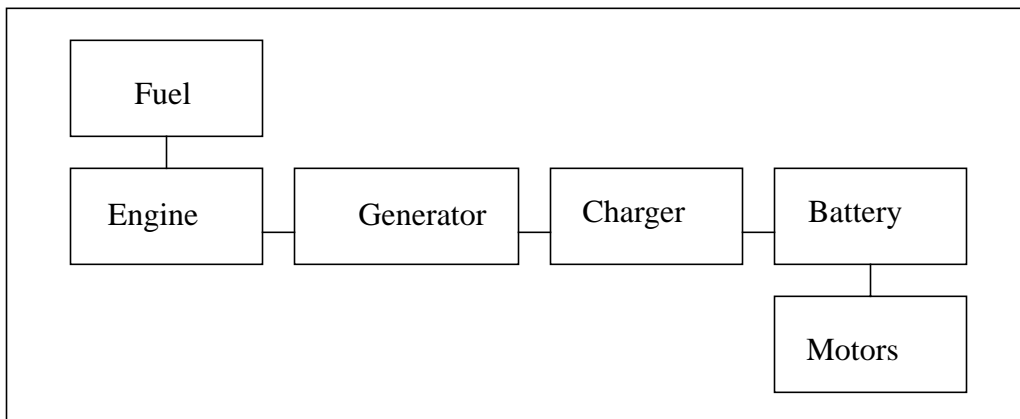 Fuel
Engine
Generator
Charger
Battery
Motors